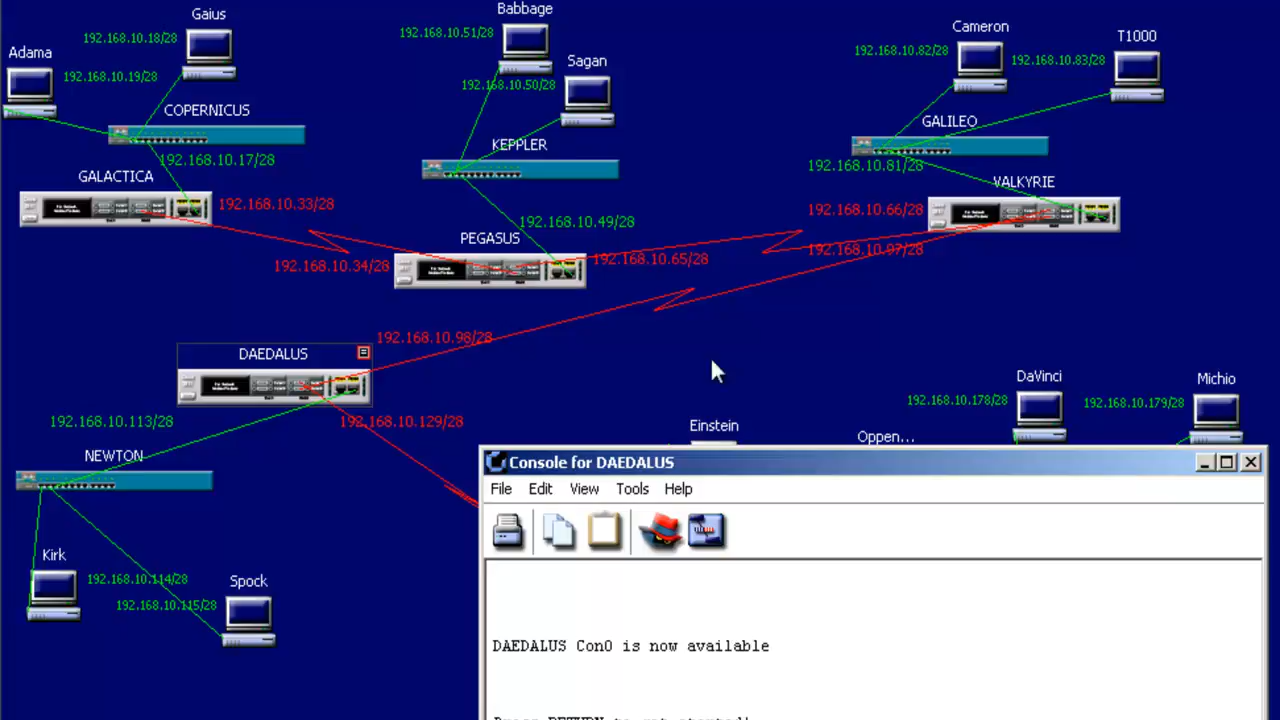 Gaius
192.168.10.18/28
Adama
192.168.10.19/28
COPERNICUS
192.168.10.17/28
GALACTICA
192.168.10.33/28
Babbage
192.168.10.51/28
Sagan
192.168.10.50/28
KEPPLER
192.168.10.49/28
PEGASUS
192.168.10.34/28
192.168.10.65/28
Cameron
192.168.10.82/28
T1000
192.168.10.83/28
GALILEO
192.168.10.81/28
VALKYRIE
192.168.10.66/28
192.168.10.97/28
192.168.10.98/28
DAEDALUS
192.168.10.113/28
192.168.10.129/28
NEWTON
Kirk
192.168.10.114/28
Spock
192.168.10.115/28
Einstein
Oppen...
DaVinci
192.168.10.178/28
Michio
192.168.10.179/28
Console for DAEDALUS
File Edit View Tools Help
DAEDALUS Con0 is now available
Press RETURN to get started!